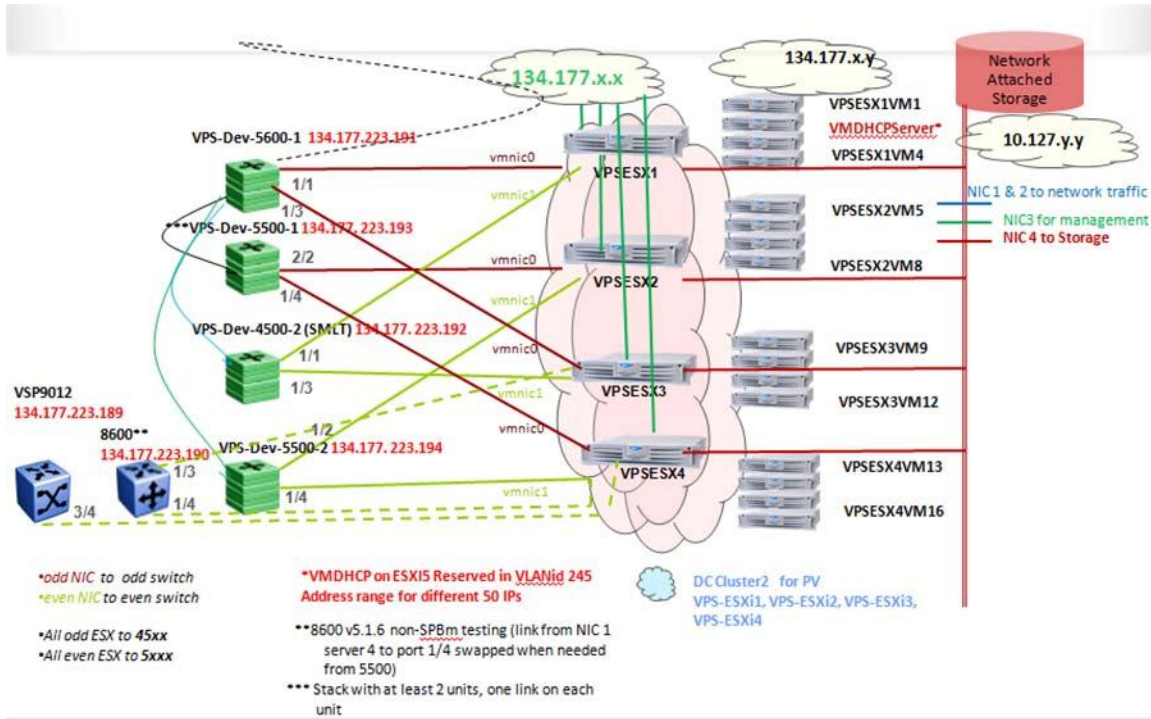 134.177.x.x
134.177.x.y
Network
Attached
Storage
VPSESX1VM1
VMDHCPServer*
VPSESX1VM4
10.127.y.y
VPS-Dev-5600-1 134.177.223.191
vmnic0
1/1
1/3
VPSESX1
vmnic1
NIC 1 & 2 to network traffic
NIC3 for management
NIC 4 to Storage
VPSESX2VM5
VPSESX2VM8
***VPS-Dev-5500-1 134.177. 223.193
2/2
1/4
vmnic0
VPSESX2
vmnic1
VPS-Dev-4500-2 (SMLT) 134.177. 223.192
1/1
1/3
vmnic0
VPSESX3
vmnic1
VPSESX3VM9
VPSESX3VM12
VSP9012
134.177.223.189
8600**
134.177.223.190
1/3
1/4
3/4
1/2
VPS-Dev-5500-2 134.177. 223.194
1/4
vmnic0
VPSESX4
vmnic1
VPSESX4VM13
VPSESX4VM16
•odd NIC to odd switch
•even NIC to even switch
•All odd ESX to 45xx
•All even ESX to 5xxx
*VMDHCP on ESXI5 Reserved in VLANid 245
Address range for different 50 IPs
**8600 v5.1.6 non-SPBm testing (link from NIC 1
server 4 to port 1/4 swapped when needed
from 5500)
*** Stack with at least 2 units, one link on each
unit
DC Cluster2 for PV
VPS-ESXi1, VPS-ESXi2, VPS-ESXi3,
VPS-ESXi4